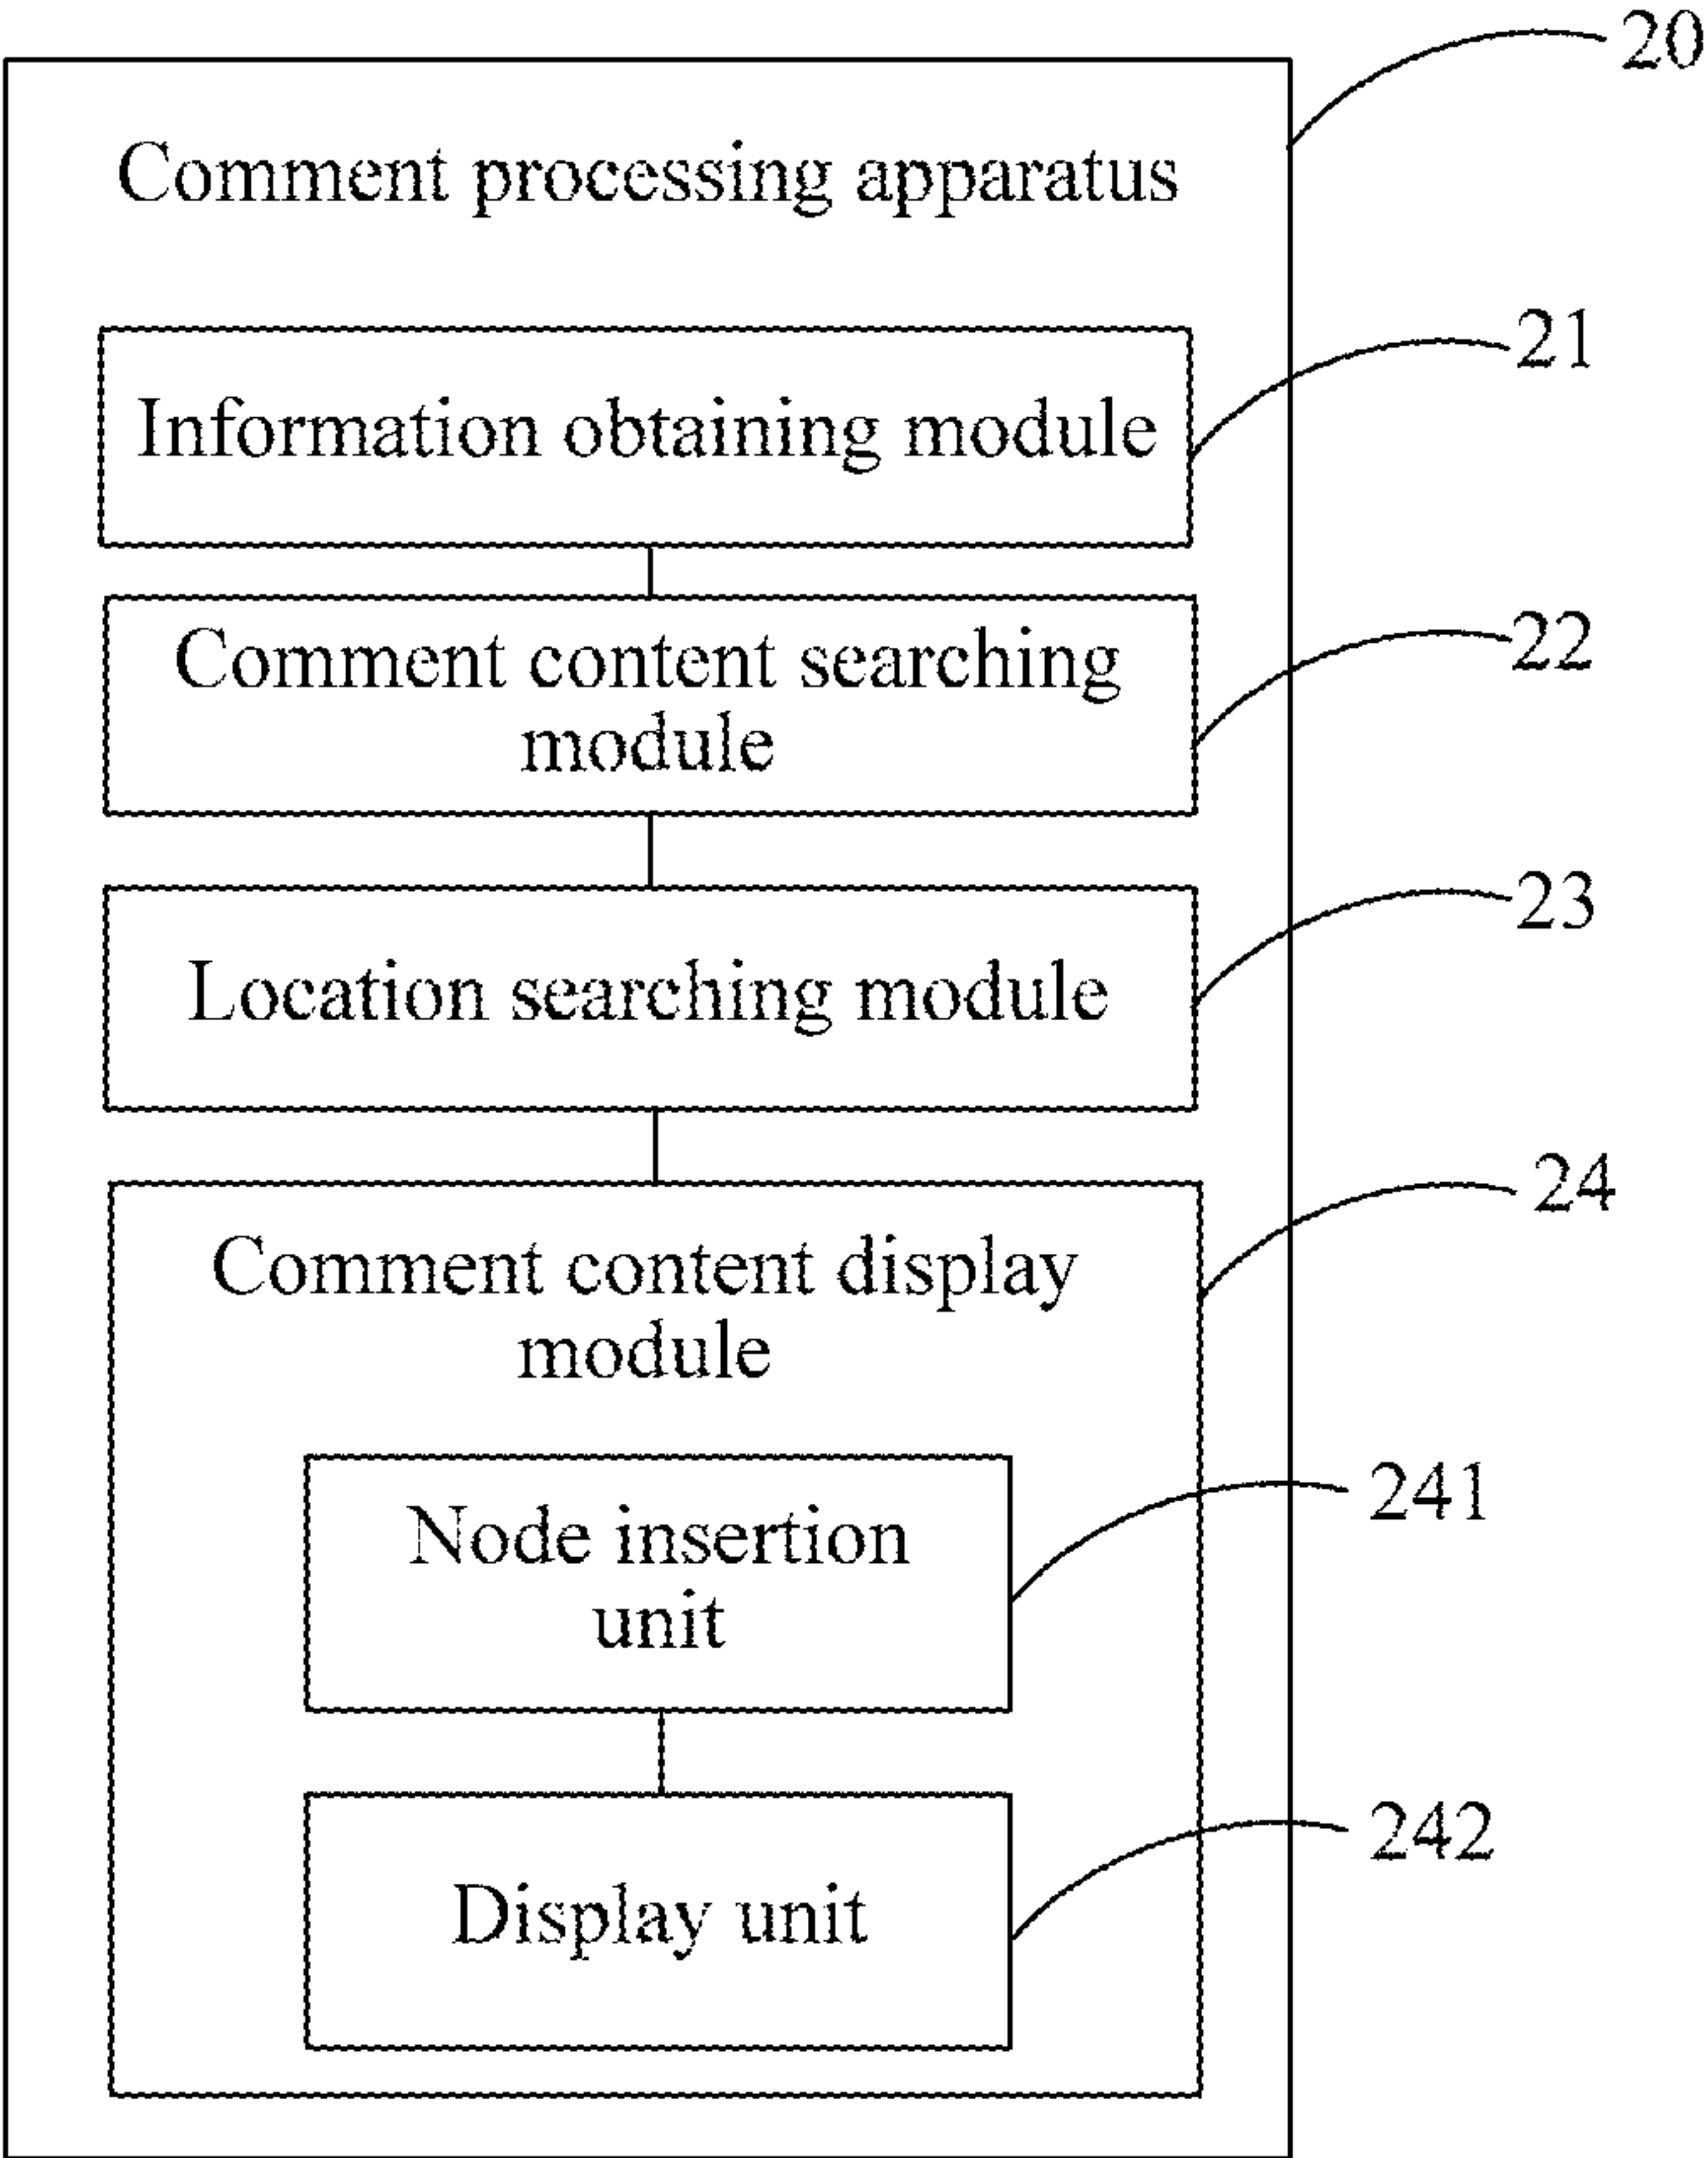 20
Comment processing apparatus
21
Information obtaining module
22
Comment content searching
module
23
Location searching module
24
Comment content display
module
241
Node insertion
unit
242
Display unit